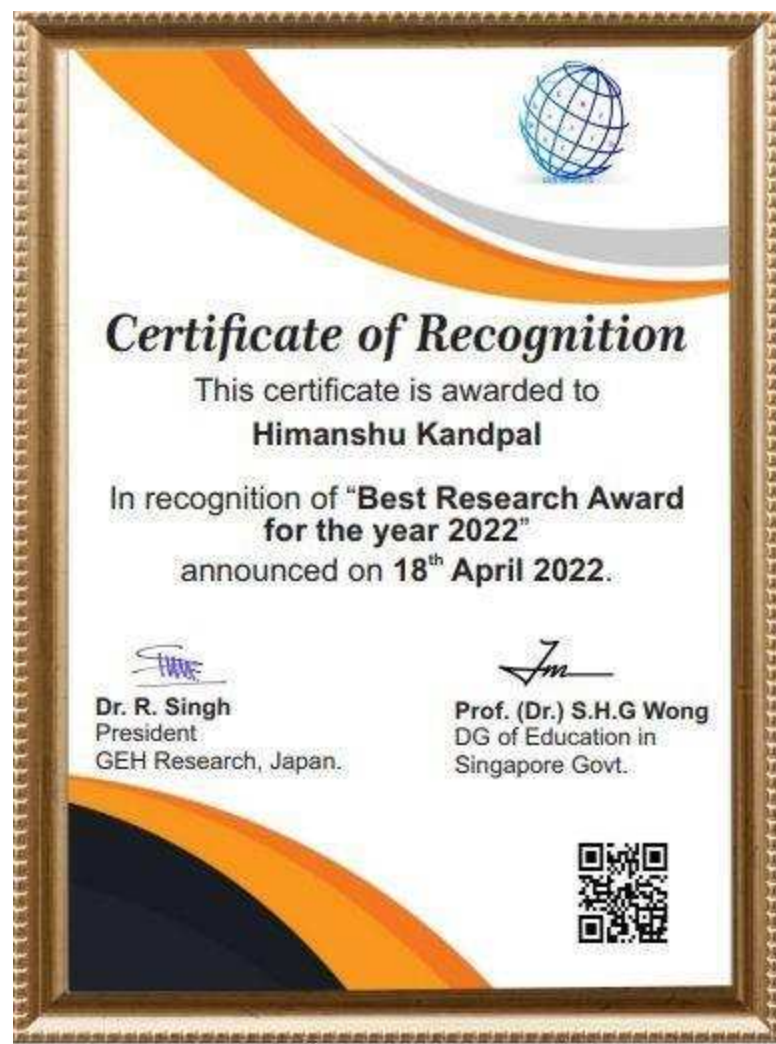 Certificate of Recognition
This certificate is awarded to
Himanshu Kandpal
In recognition of “Best Research Award
for the year 2022”
announced on 18th April 2022.
Dr. R. Singh
President
GEH Research, Japan.
Prof. (Dr.) S.H.G Wong
DG of Education in
Singapore Govt.